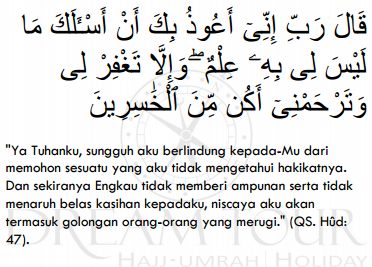 قَالَ رَبِّ إِنِّىٓ أَعُوذُ بِكَ أَنْ أَسْـَٔلَكَ مَا
لَيْسَ لِى بِهِۦ عِلْمٌ ۖ وَإِلَّا تَغْفِرْ لِى
وَتَرْحَمْنِىٓ أَكُن مِّنَ ٱلْخَٰسِرِينَ
"Ya Tuhanku, sungguh aku berlindung kepada-Mu dari
memohon sesuatu yang aku tidak mengetahui hakikatnya.
Dan sekiranya Engkau tidak memberi ampunan serta tidak
menaruh belas kasihan kepadaku, niscaya aku akan
termasuk golongan orang-orang yang merugi." (QS. Hûd:
47).
DREAM TOUR
HAJJ-UMRAH HOLIDAY